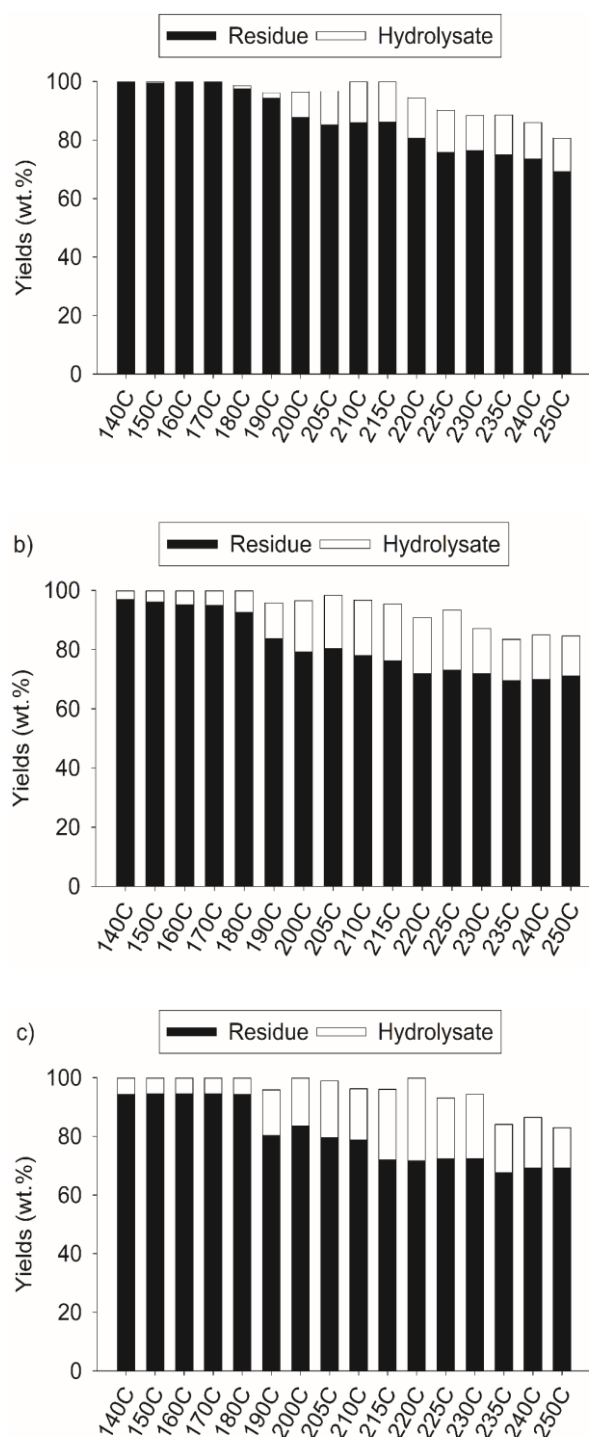 Residue Hydrolysate
100
80
60
40
20
0
Yields (wt.%)
140C
150C
160C
170C
180C
190C
200C
205C
210C
215C
220C
225C
230C
235C
240C
250C
b)
Residue Hydrolysate
100
80
60
40
20
0
Yields (wt.%)
140C
150C
160C
170C
180C
190C
200C
205C
210C
215C
220C
225C
230C
235C
240C
250C
c)
Residue Hydrolysate
100
80
60
40
20
0
Yields (wt.%)
140C
150C
160C
170C
180C
190C
200C
205C
210C
215C
220C
225C
230C
235C
240C
250C